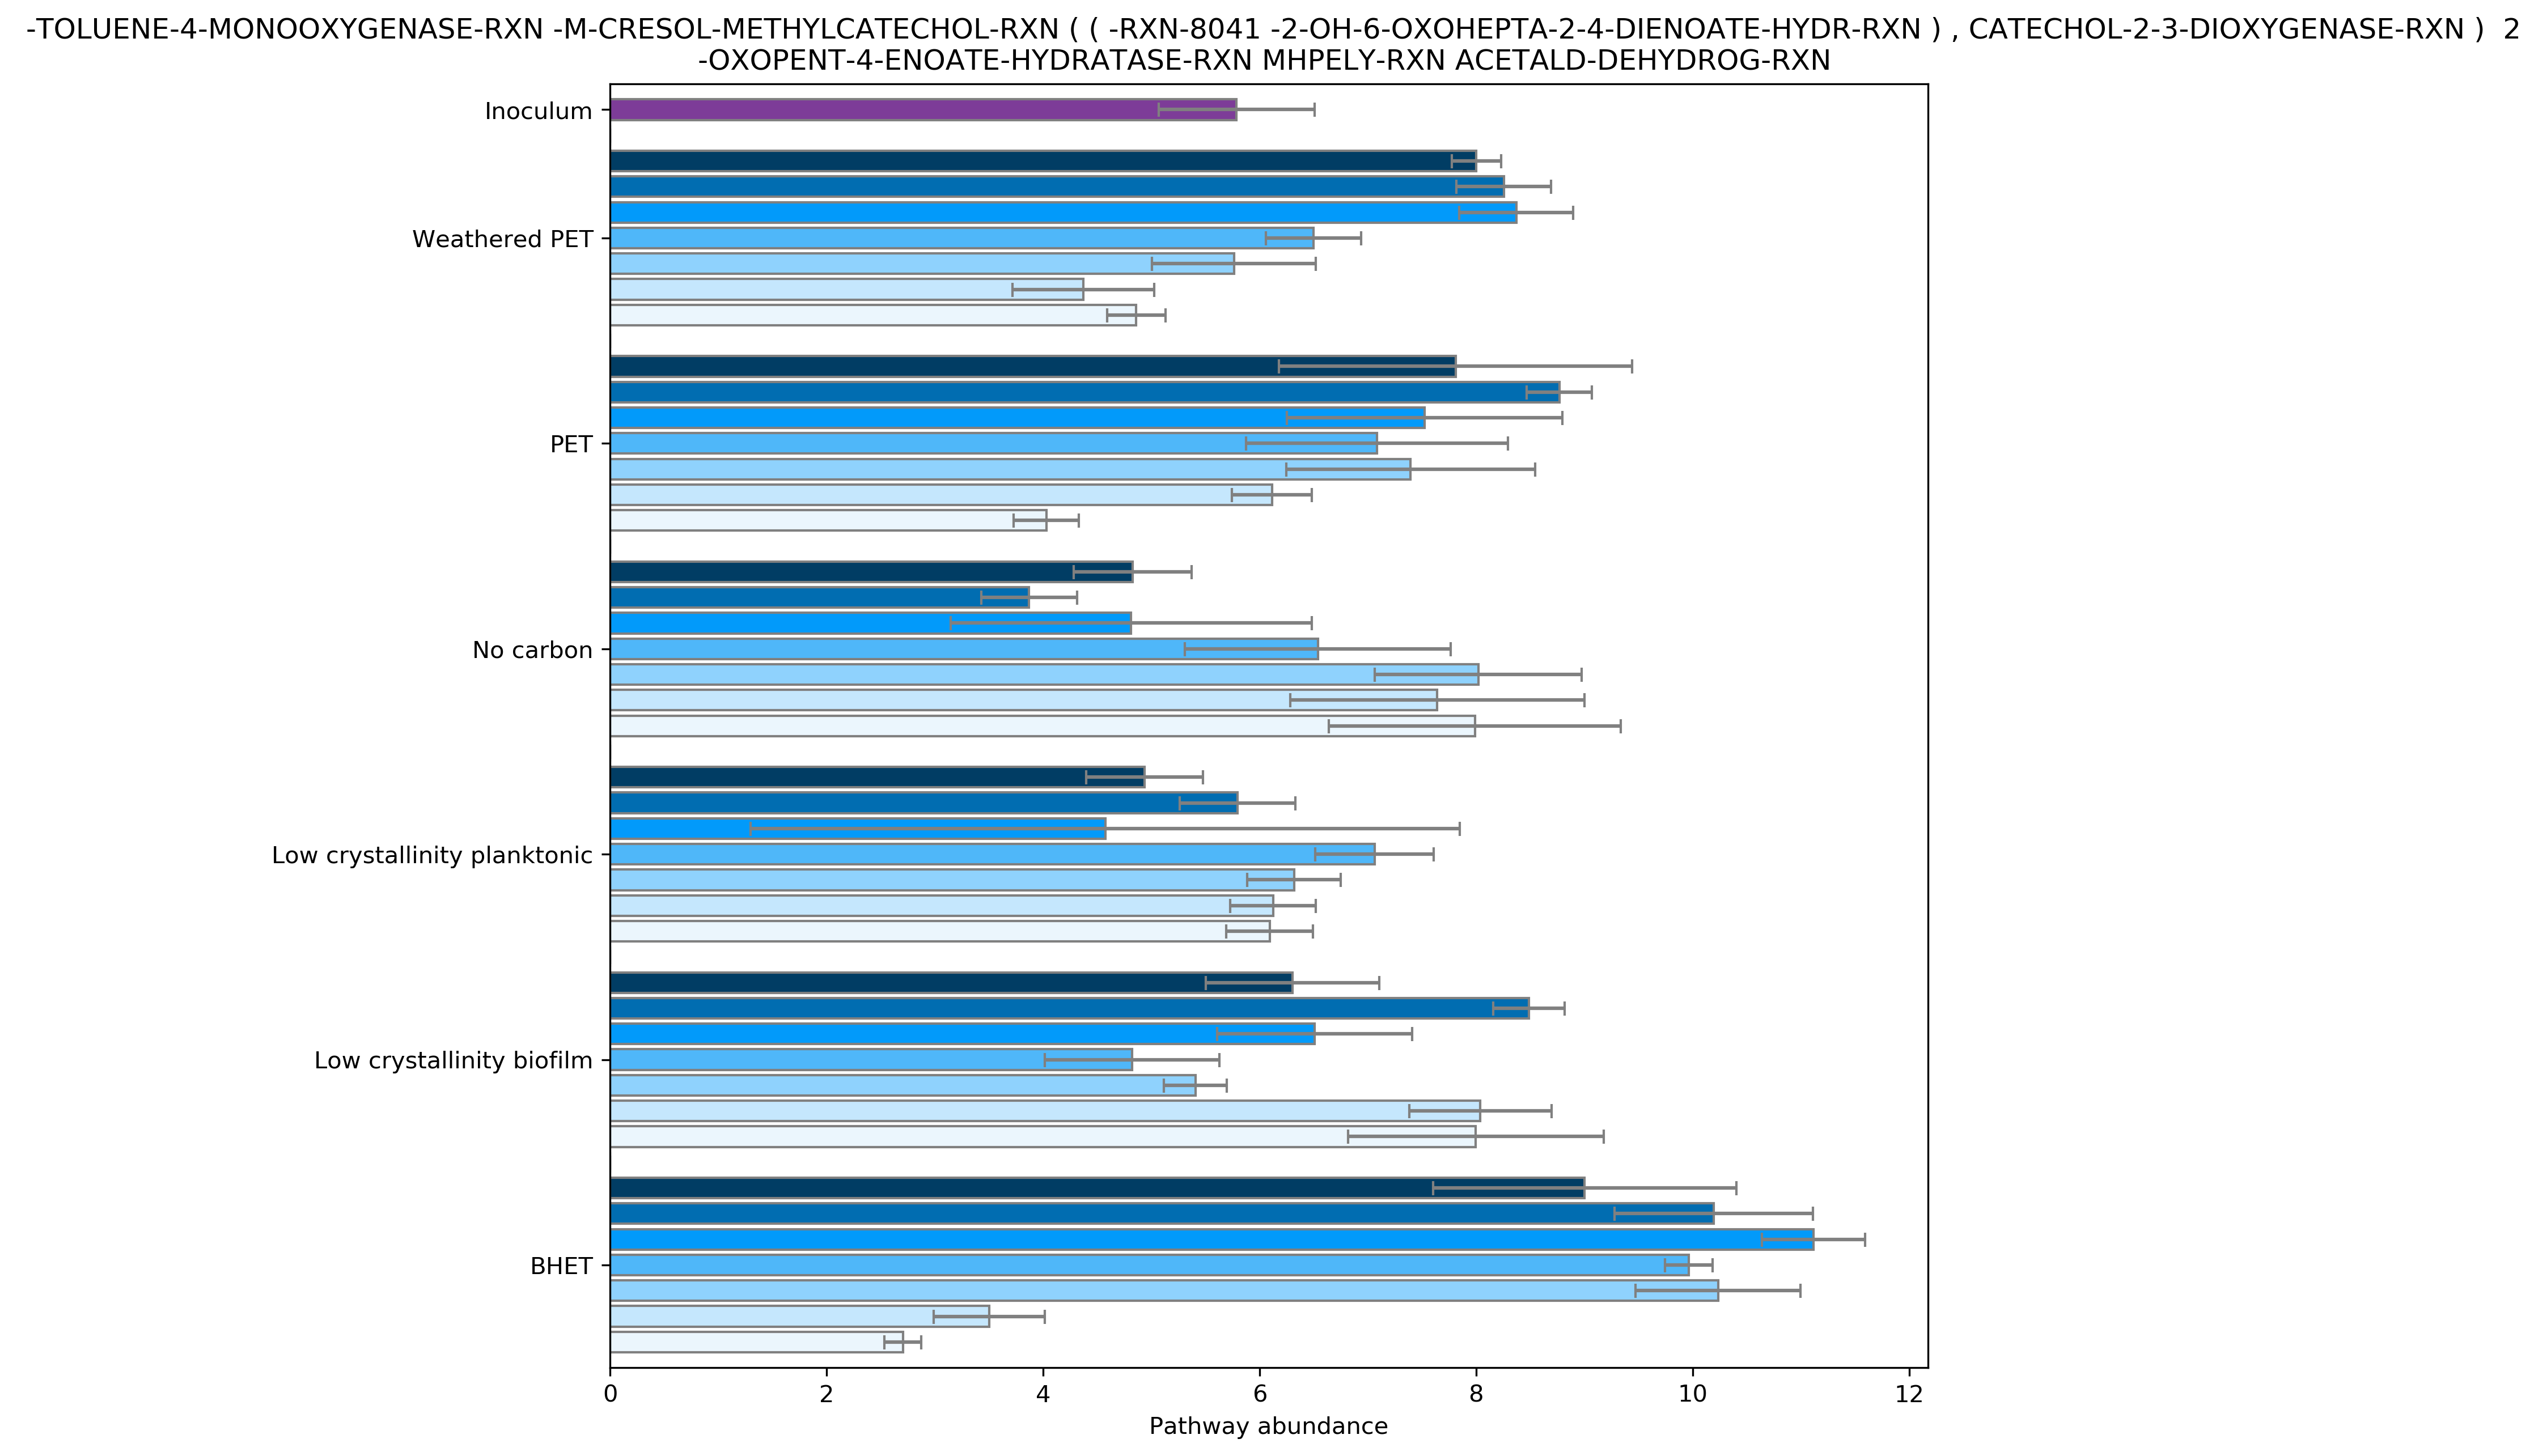 -TOLUENE-4-MONOOXYGENASE-RXN -M-CRESOL-METHYLCATECHOL-RXN ( ( -RXN-8041 -2-OH-6-OXOHEPTA-2-4-DIENOATE-HYDR-RXN ) , CATECHOL-2-3-DIOXYGENASE-RXN )  2
-OXOPENT-4-ENOATE-HYDRATASE-RXN MHPELY-RXN ACETALD-DEHYDROG-RXN
Inoculum
Weathered PET
PET
No carbon
Low crystallinity planktonic
Low crystallinity biofilm
BHET
0 2 4 6 8 10 12
Pathway abundance